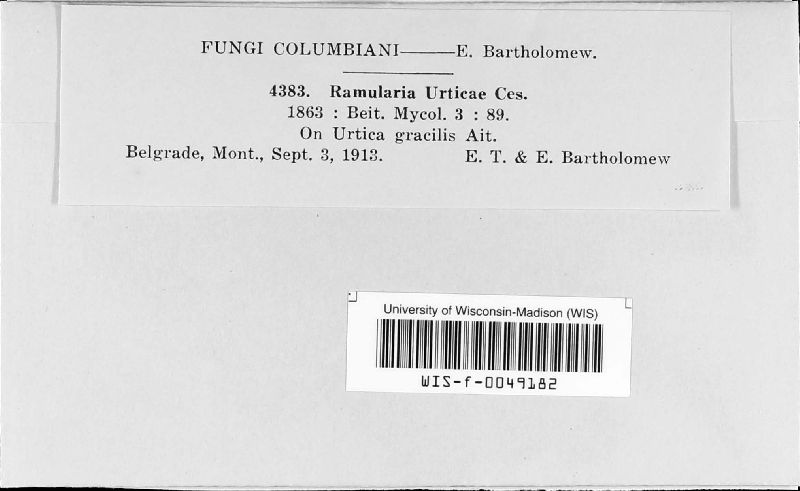 FUNGI COLUMBIANI——E. Bartholomew.
4383. Ramularia Urticae Ces.
1863 : Beit. Mycol. 3 : 89.
On Urtica gracilis Ait.
Belgrade, Mont., Sept. 3, 1913. E. T. & E. Bartholomew
University of Wisconsin-Madison (WIS)
WIS-f-0049182